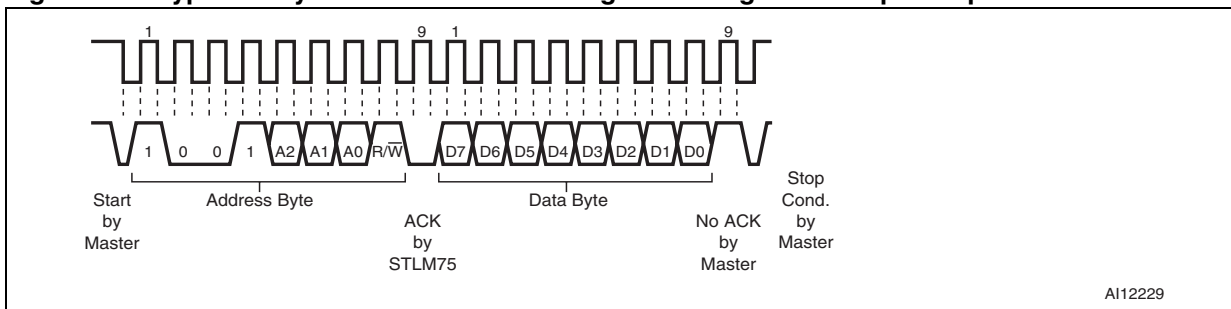 1 9 1 9
1 0 0 1 A2 A1 A0 R/W̅ D7 D6 D5 D4 D3 D2 D1 D0
Address Byte
Data Byte
Start
by
Master
ACK
by
STLM75
No ACK
by
Master
Stop
Cond.
by
Master
AI12229